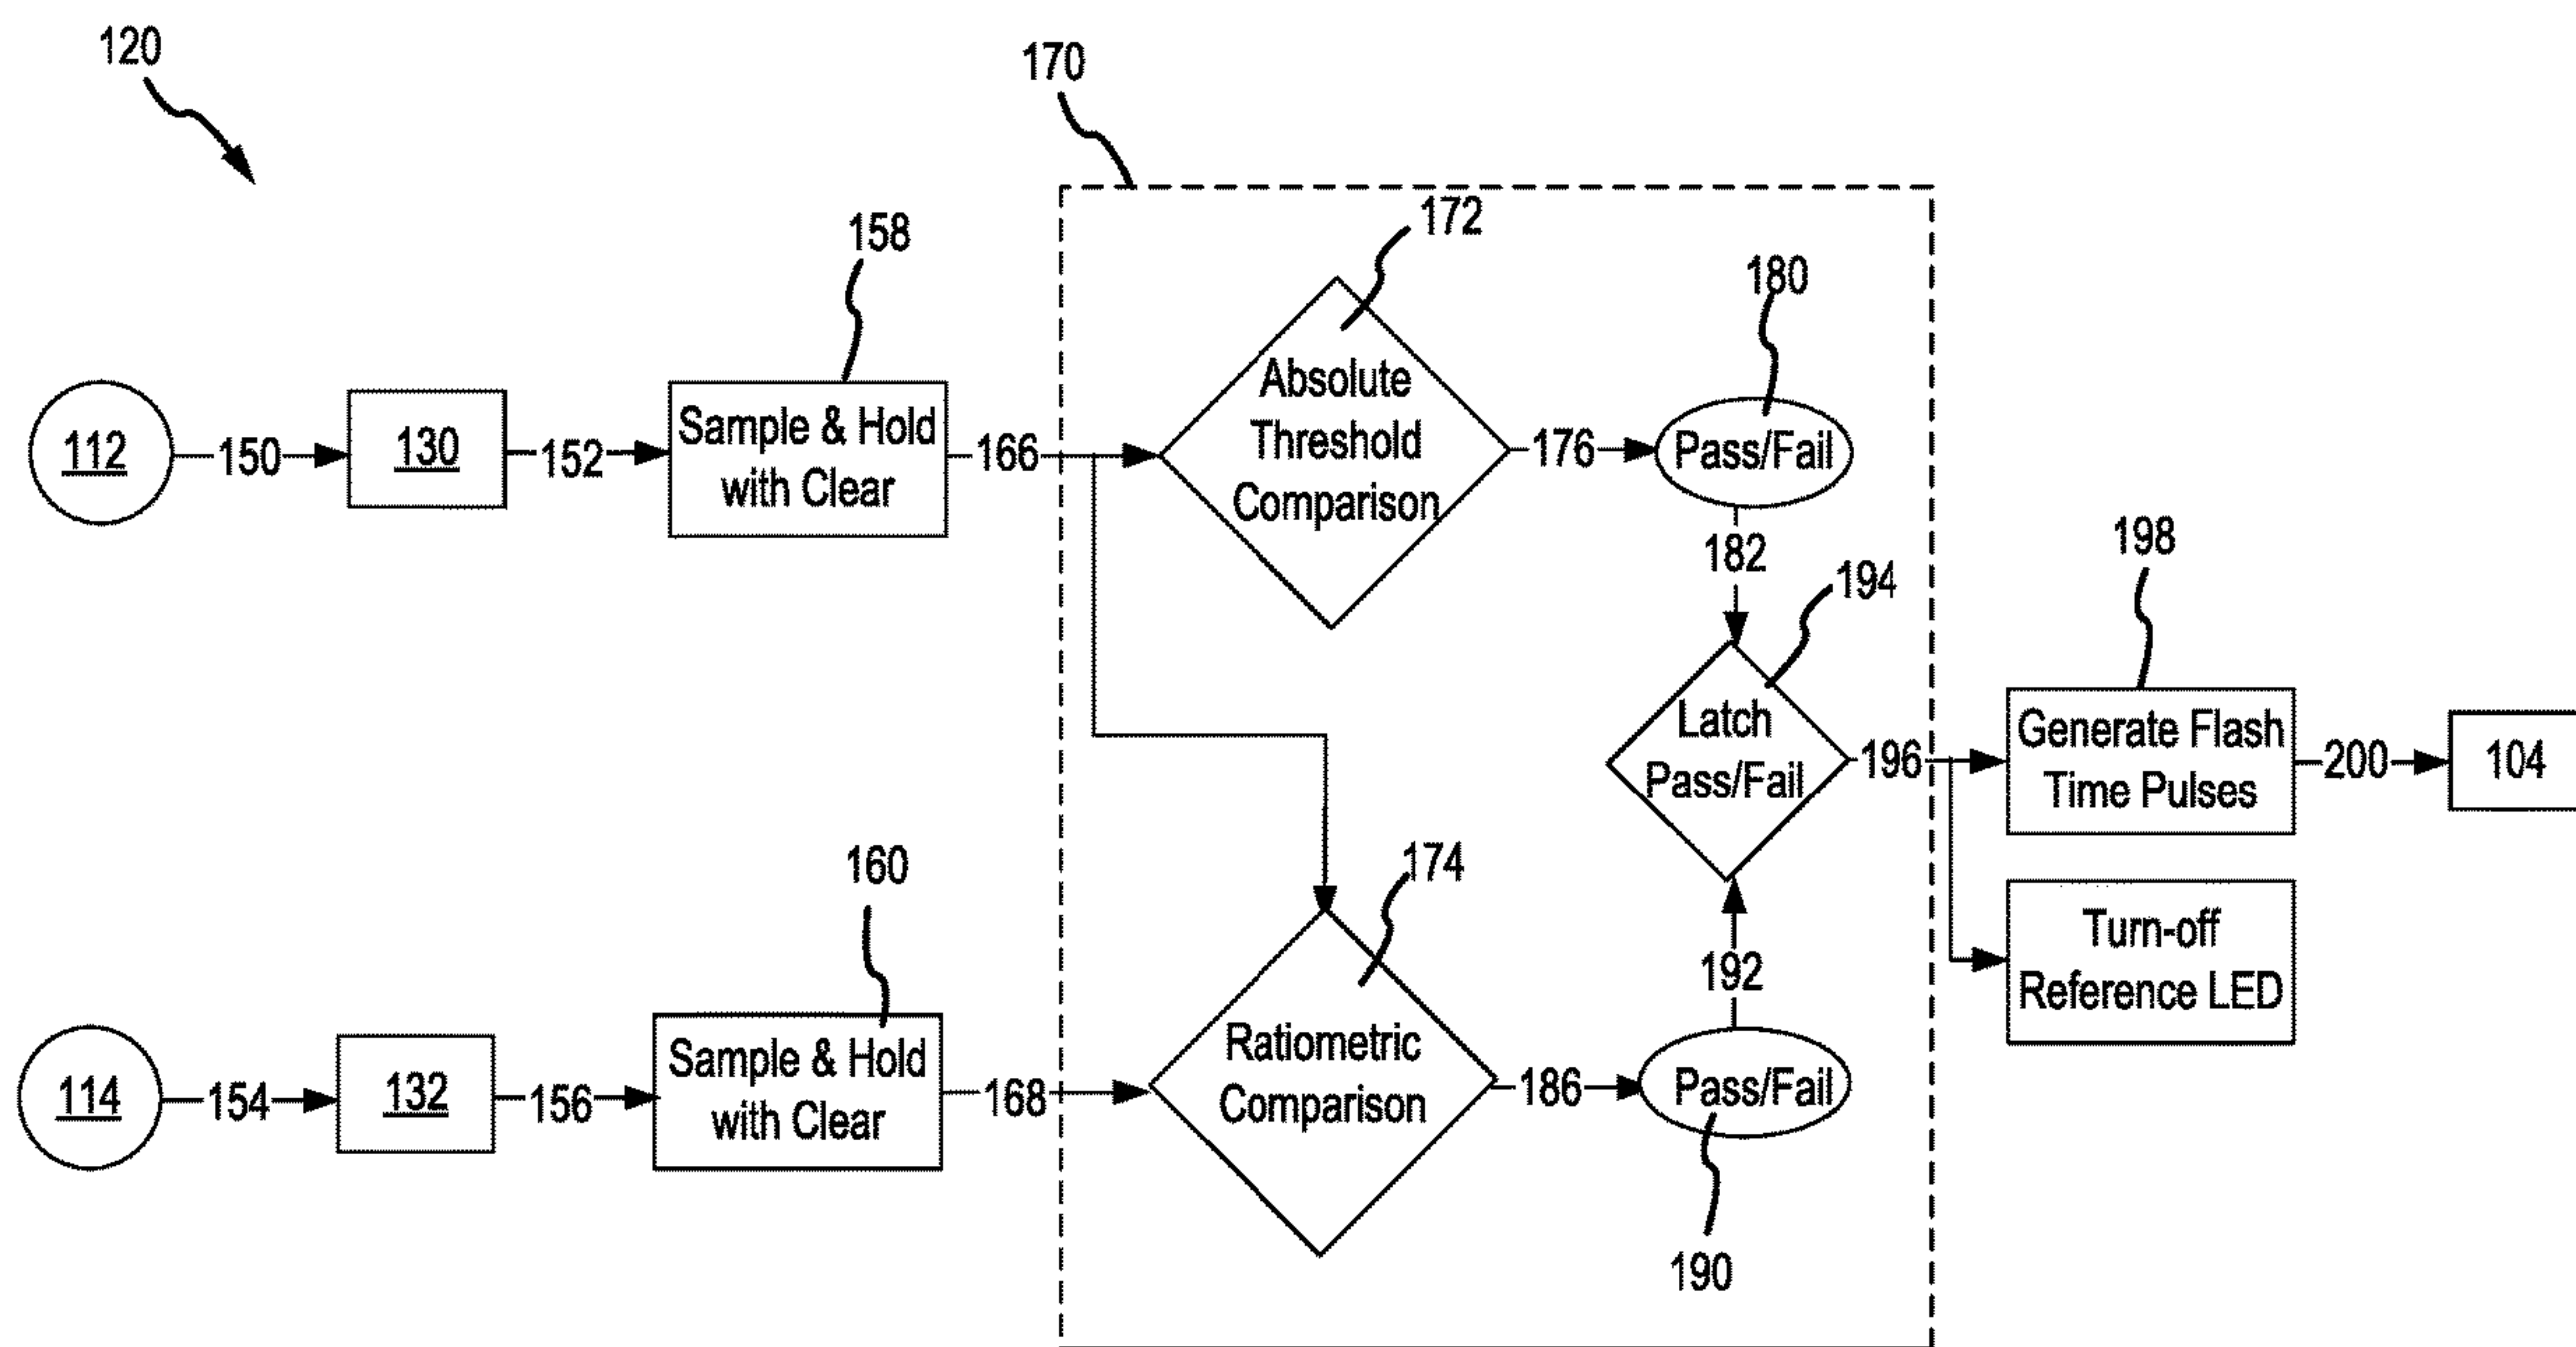 120
170
172
158
180
Absolute
Threshold
Comparison
112
150
130
152
Sample & Hold
with Clear
166
176
Pass/Fail
182
194
198
Latch
Pass/Fail
196
Generate Flash
Time Pulses
200
104
160
174
192
Turn-off
Reference LED
114
154
132
156
Sample & Hold
with Clear
168
Ratiometric
Comparison
186
Pass/Fail
190